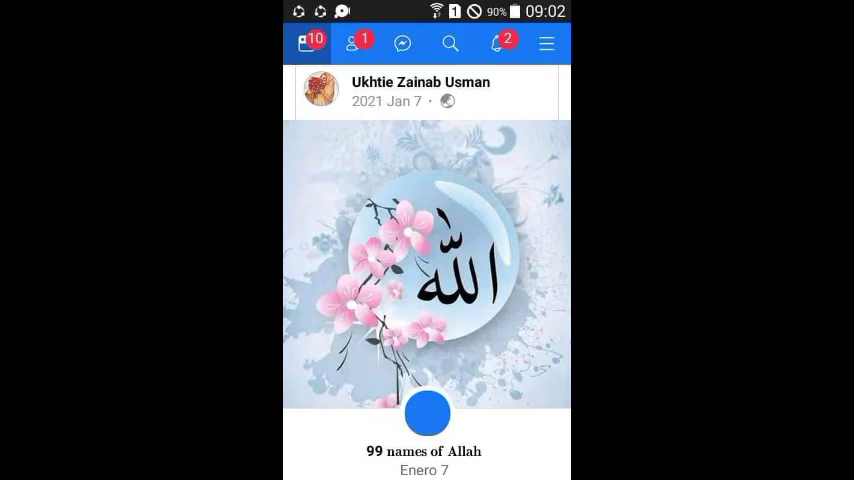 1 90% 09:02
10 1 2
Ukhtie Zainab Usman
2021 Jan 7 ·
الله
99 names of Allah
Enero 7